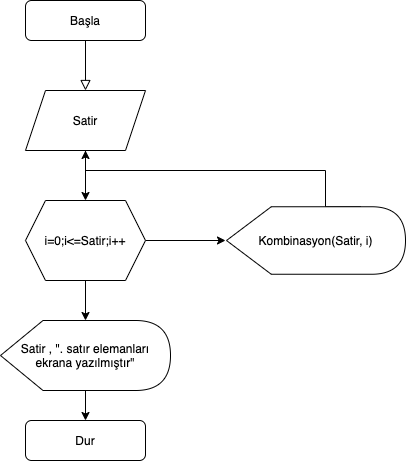 Başla
Satir
i=0;i<=Satir;i++
Kombinasyon(Satir, i)
Satir , ". satır elemanları
ekrana yazılmıştır"
Dur